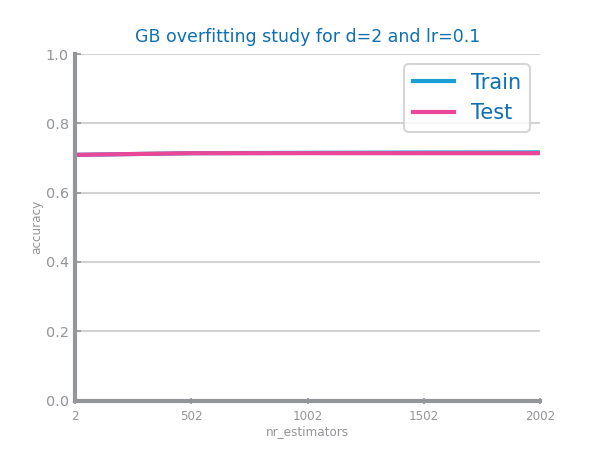 GB overfitting study for d=2 and lr=0.1
1.0
0.8
0.6
0.4
0.2
0.0
accuracy
Train
Test
2 502 1002 1502 2002
nr_estimators